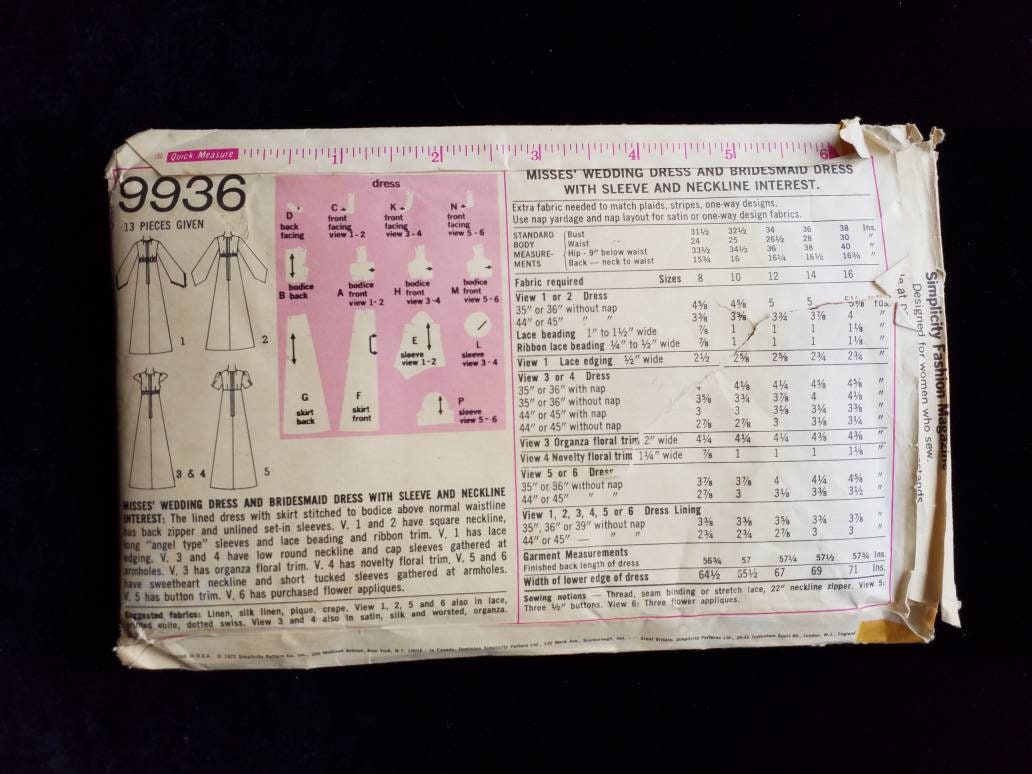 Quick Measure
1 2 3 4 5 6
9936
13 PIECES GIVEN
1
2
3 & 4
5
dress
D
back
facing
C
front
facing
view 1-2
K
front
facing
view 3-4
N
front
facing
view 5-6
B bodice
back
A bodice
front
view 1-2
H bodice
front
view 3-4
M bodice
front
view 5-6
G
skirt
back
F
skirt
front
E
sleeve
view 1-2
L
sleeve
view 3-4
P
sleeve
view 5-6
MISSES' WEDDING DRESS AND BRIDESMAID DRESS WITH SLEEVE AND NECKLINE
INTEREST: The lined dress with skirt stitched to bodice above normal waistline
has back zipper and unlined set-in sleeves. V. 1 and 2 have square neckline,
long "angel type" sleeves and lace beading and ribbon trim. V. 1 has lace
edging. V. 3 and 4 have low round neckline and cap sleeves gathered at
armholes. V. 3 has organza floral trim. V. 4 has novelty floral trim. V. 5 and 6
have sweetheart neckline and short tucked sleeves gathered at armholes.
V. 5 has button trim. V. 6 has purchased flower appliques.
Suggested fabrics: Linen, silk linen, pique, crepe. View 1, 2, 5 and 6 also in lace,
voile, dotted swiss. View 3 and 4 also in satin, silk and worsted, organza.
MISSES' WEDDING DRESS AND BRIDESMAID DRESS
WITH SLEEVE AND NECKLINE INTEREST.
Extra fabric needed to match plaids, stripes, one-way designs.
Use nap yardage and nap layout for satin or one-way design fabrics.
STANDARD BODY MEASUREMENTS
Bust 31½ 32½ 34 36 38 Ins.
Waist 24 25 26½ 28 30 "
Hip - 9" below waist 33½ 34½ 36 38 40 "
Back — neck to waist 15¾ 16 16¼ 16½ 16¾ "
Fabric required Sizes 8 10 12 14 16
View 1 or 2 Dress
35" or 36" without nap 4⅝ 4⅝ 5 5 5⅛ Yds.
44" or 45" " " 3⅜ 3⅜ 3¾ 3⅞ 4 "
Lace beading 1" to 1½" wide ⅞ 1 1 1 1⅛ "
Ribbon lace beading ¼" to ½" wide ⅞ 1 1 1 1⅛ "
View 1 Lace edging ½" wide 2½ 2⅝ 2⅝ 2¾ 2¾ "
View 3 or 4 Dress
35" or 36" with nap 4 4⅛ 4¼ 4⅝ 4⅝ "
35" or 36" without nap 3⅝ 3¾ 3⅞ 4 4⅛ "
44" or 45" with nap 3 3 3⅛ 3¼ 3⅜ "
44" or 45" without nap 2⅞ 2⅞ 3 3⅛ 3¼ "
View 3 Organza floral trim 2" wide 4¼ 4¼ 4¼ 4⅜ 4⅜ "
View 4 Novelty floral trim 1¼" wide ⅞ 1 1 1 1⅛ "
View 5 or 6 Dress
35" or 36" without nap 3⅞ 3⅞ 4 4¼ 4⅝ "
44" or 45" " " 2⅞ 3 3⅛ 3⅜ 3½ "
View 1, 2, 3, 4, 5 or 6 Dress Lining
35", 36" or 39" without nap 3⅜ 3⅜ 3⅝ 3¾ 3⅞ "
44" or 45" — " " 2¾ 2¾ 2⅞ 3 3 "
Garment Measurements
Finished back length of dress 56¾ 57 57¼ 57½ 57¾ Ins.
Width of lower edge of dress 64½ 65½ 67 69 71 Ins.
Sewing notions — Thread, seam binding or stretch lace, 22" neckline zipper. View 5:
Three ½" buttons. View 6: Three flower appliques.
Simplicity Fashion Magazine
Designed for women who sew.